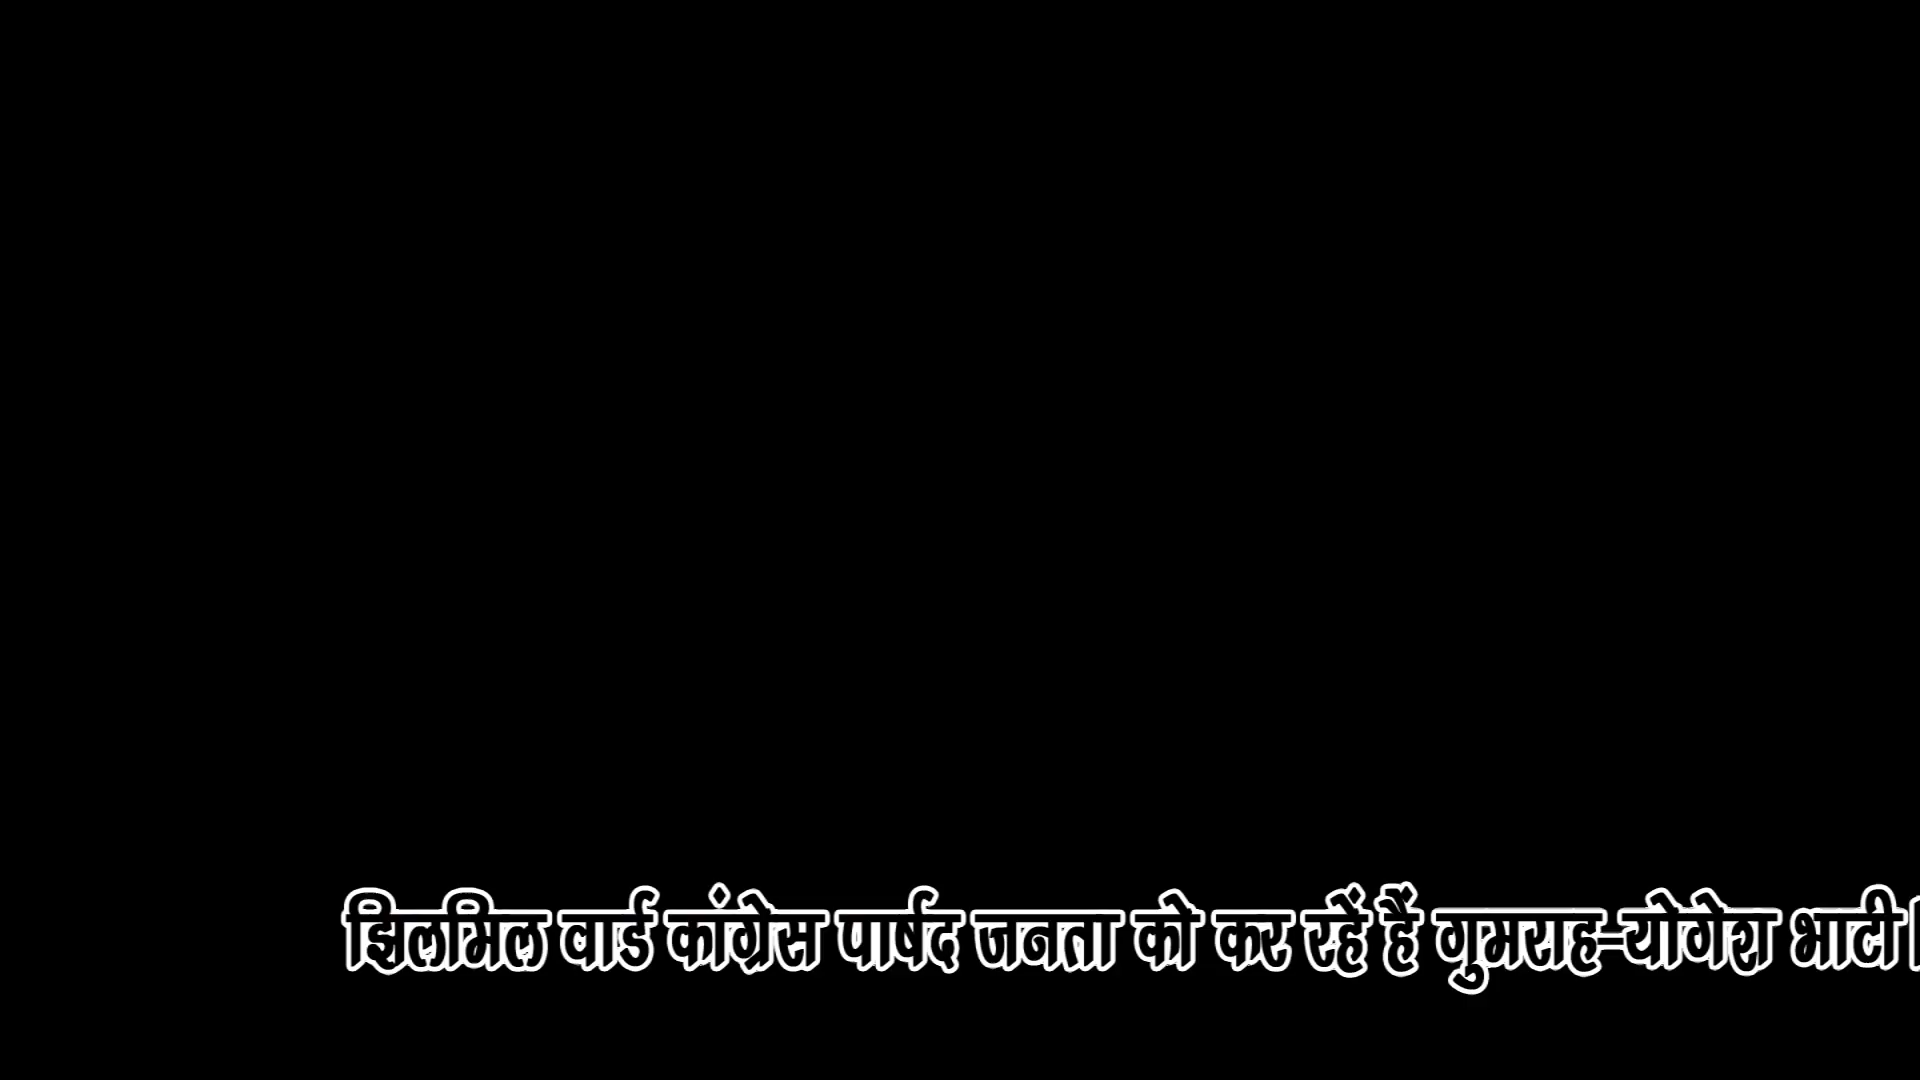 झिलमिल वार्ड कांग्रेस पार्षद जनता को कर रहें हैं गुमराह-योगेश भाटी